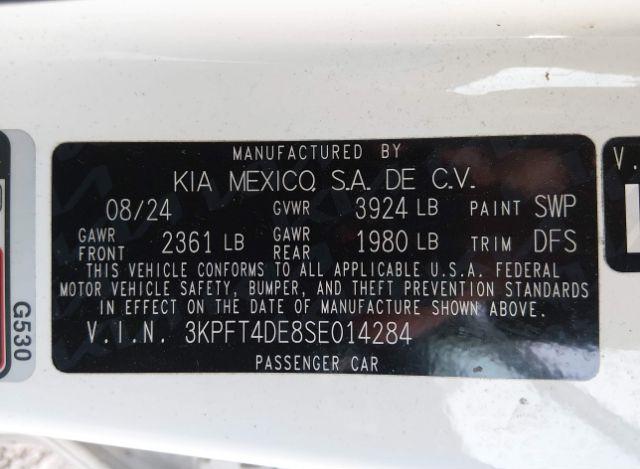 MANUFACTURED BY
KIA MEXICO, S.A. DE C.V.
08/24 GVWR 3924 LB PAINT SWP
GAWR FRONT 2361 LB GAWR REAR 1980 LB TRIM DFS
THIS VEHICLE CONFORMS TO ALL APPLICABLE U.S.A. FEDERAL
MOTOR VEHICLE SAFETY, BUMPER, AND THEFT PREVENTION STANDARDS
IN EFFECT ON THE DATE OF MANUFACTURE SHOWN ABOVE.
V.I.N. 3KPFT4DE8SE014284
PASSENGER CAR
G530
V.